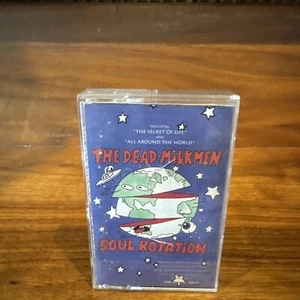 FEATURING
"THE SECRET OF LIFE"
AND
"ALL AROUND THE WORLD"
THE DEAD MILKMEN
SOUL ROTATION